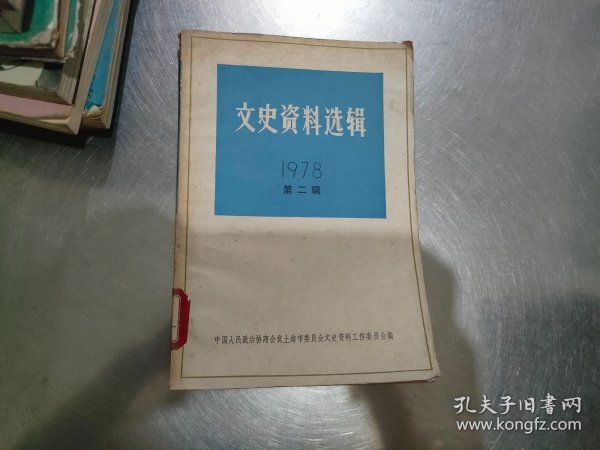 文史资料选辑
1978
第二辑
中国人民政治协商会议上海市委员会文史资料工作委员会编
孔夫子旧书网
www.kongfz.com